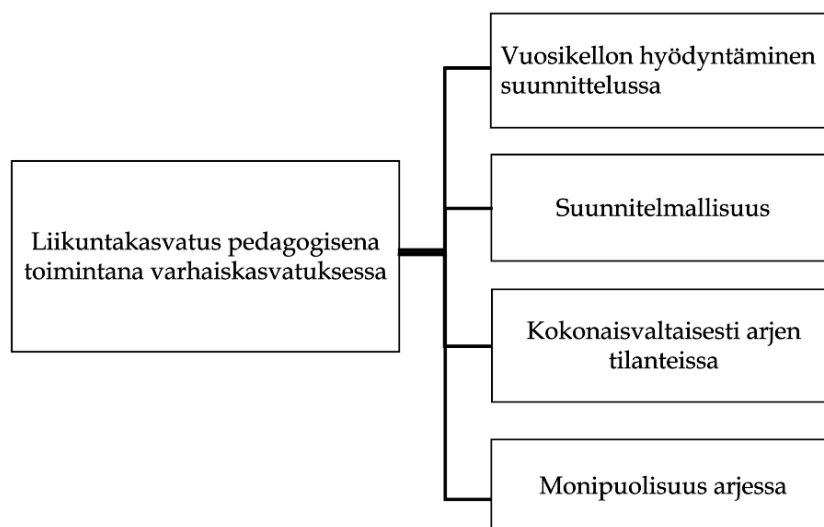 Vuosikellon hyödyntäminen
suunnittelussa
Suunnitelmallisuus
Liikuntakasvatus pedagogisena
toimintana varhaiskasvatuksessa
Kokonaisvaltaisesti arjen
tilanteissa
Monipuolisuus arjessa